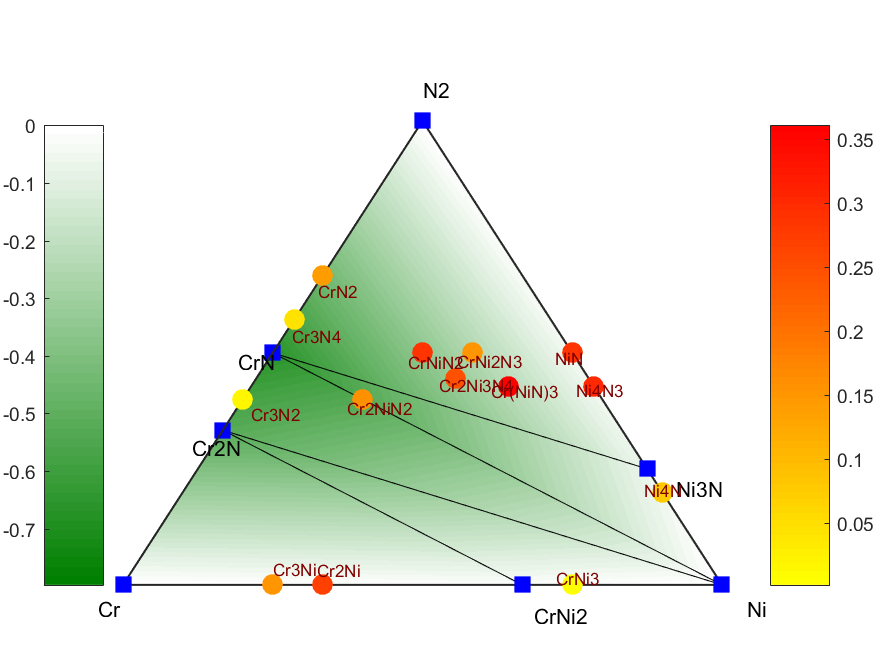 N2
0
0.35
-0.1
0.3
-0.2
0.25
CrN2
-0.3
0.2
Cr3N4
CrN
CrNiN2
CrNi2N3
NiN
-0.4
0.15
Cr2Ni3N4
Cr(NiN)3
Ni4N3
Cr3N2
Cr2NiN2
-0.5
0.1
Cr2N
-0.6
Ni4N
Ni3N
-0.7
0.05
Cr3Ni
Cr2Ni
CrNi3
Cr
CrNi2
Ni